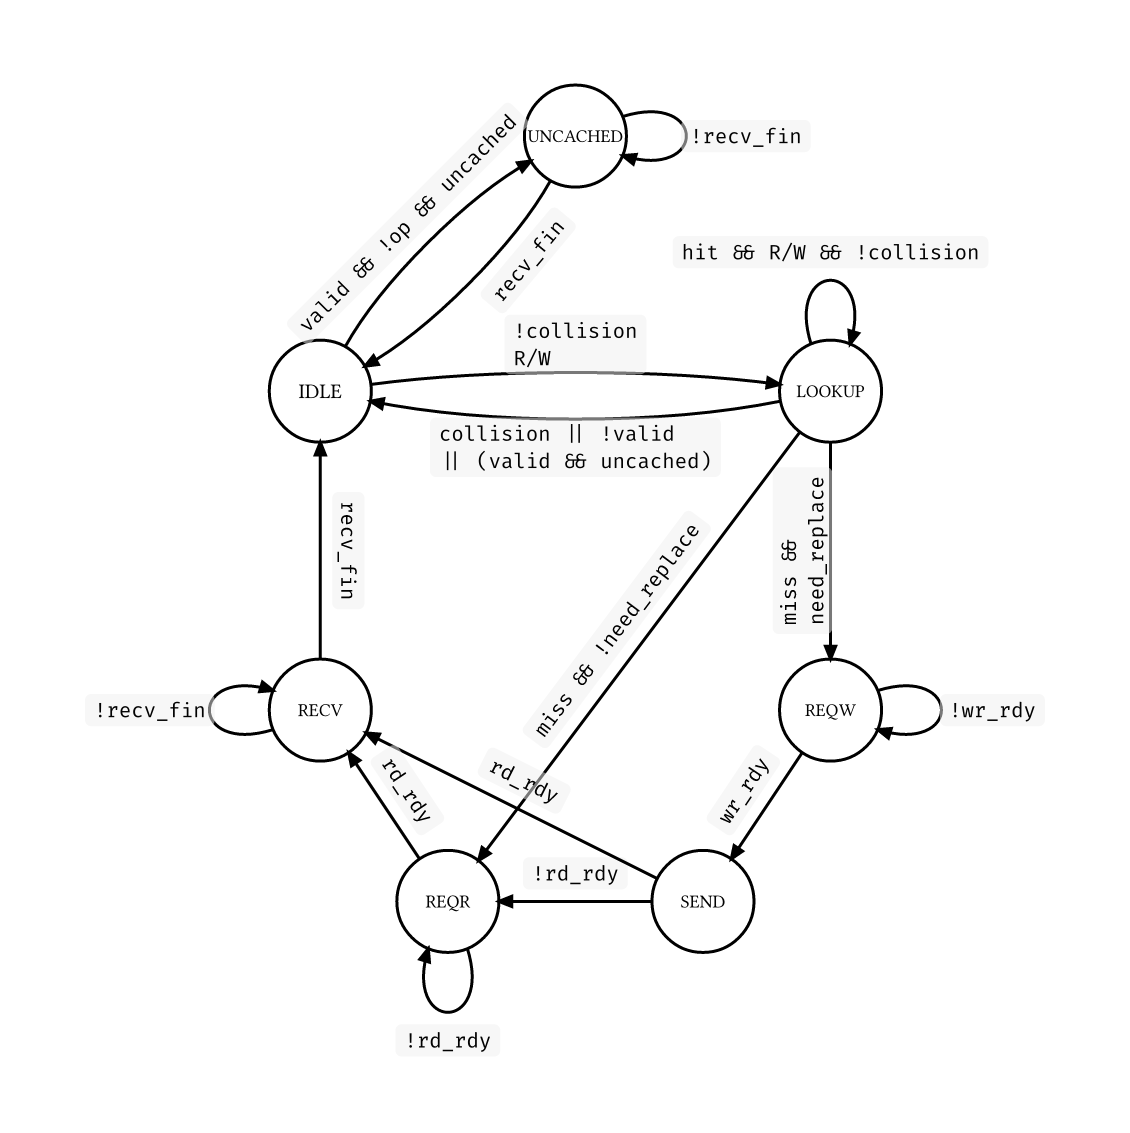 UNCACHED
!recv_fin
valid && !op && uncached
recv_fin
hit && R/W && !collision
!collision
R/W
IDLE
LOOKUP
collision || !valid
|| (valid && uncached)
recv_fin
miss && !need_replace
miss &&
need_replace
!recv_fin
RECV
REQW
!wr_rdy
rd_rdy
rd_rdy
wr_rdy
!rd_rdy
REQR
SEND
!rd_rdy